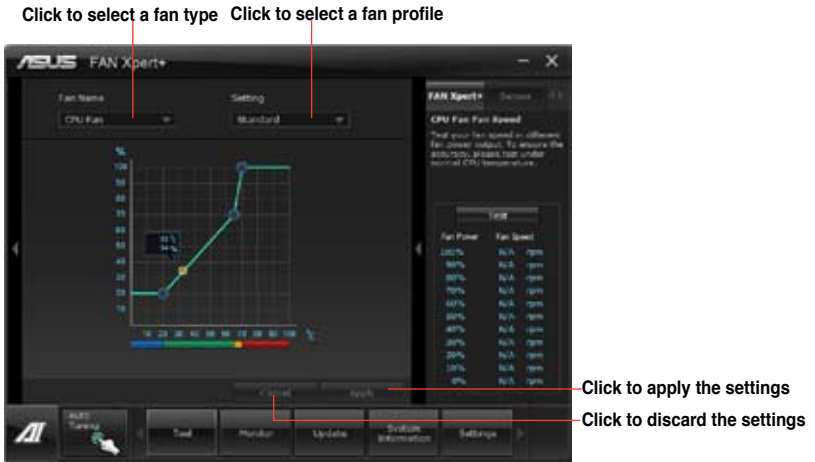 Click to select a fan type
Click to select a fan profile
ASUS FAN Xpert+
Fan Name
Setting
CPU Fan
Standard
FAN Xpert+
Sensor
CPU Fan Fan Speed
Test your fan speed in different
fan power output. To ensure the
accuracy, please test under
normal CPU temperature.
%
100
90
80
70
60
50
40
30
20
10
10 20 30 40 50 60 70 80 90 100 °C
Test
Fan Power Fan Speed
100% N/A rpm
90% N/A rpm
80% N/A rpm
70% N/A rpm
60% N/A rpm
50% N/A rpm
40% N/A rpm
30% N/A rpm
20% N/A rpm
10% N/A rpm
0% N/A rpm
Cancel
Apply
Click to apply the settings
Click to discard the settings
AI
Auto
Tuning
Tool
Monitor
Update
System
Information
Settings